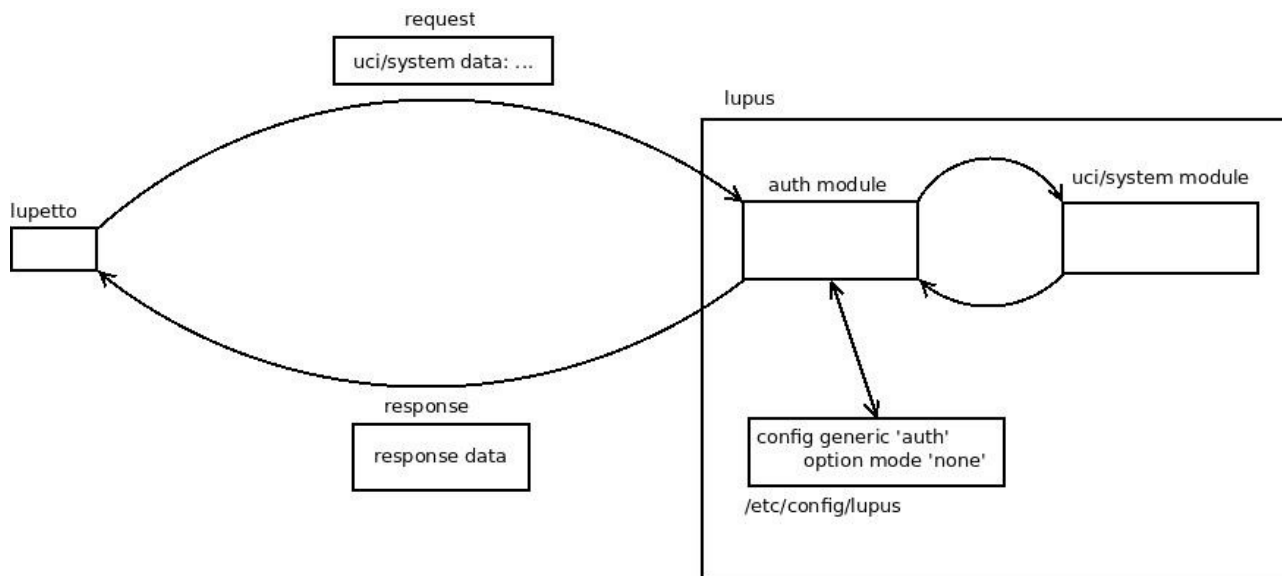 request
uci/system data: ...
lupus
auth module
uci/system module
lupetto
response
response data
config generic 'auth'
option mode 'none'
/etc/config/lupus